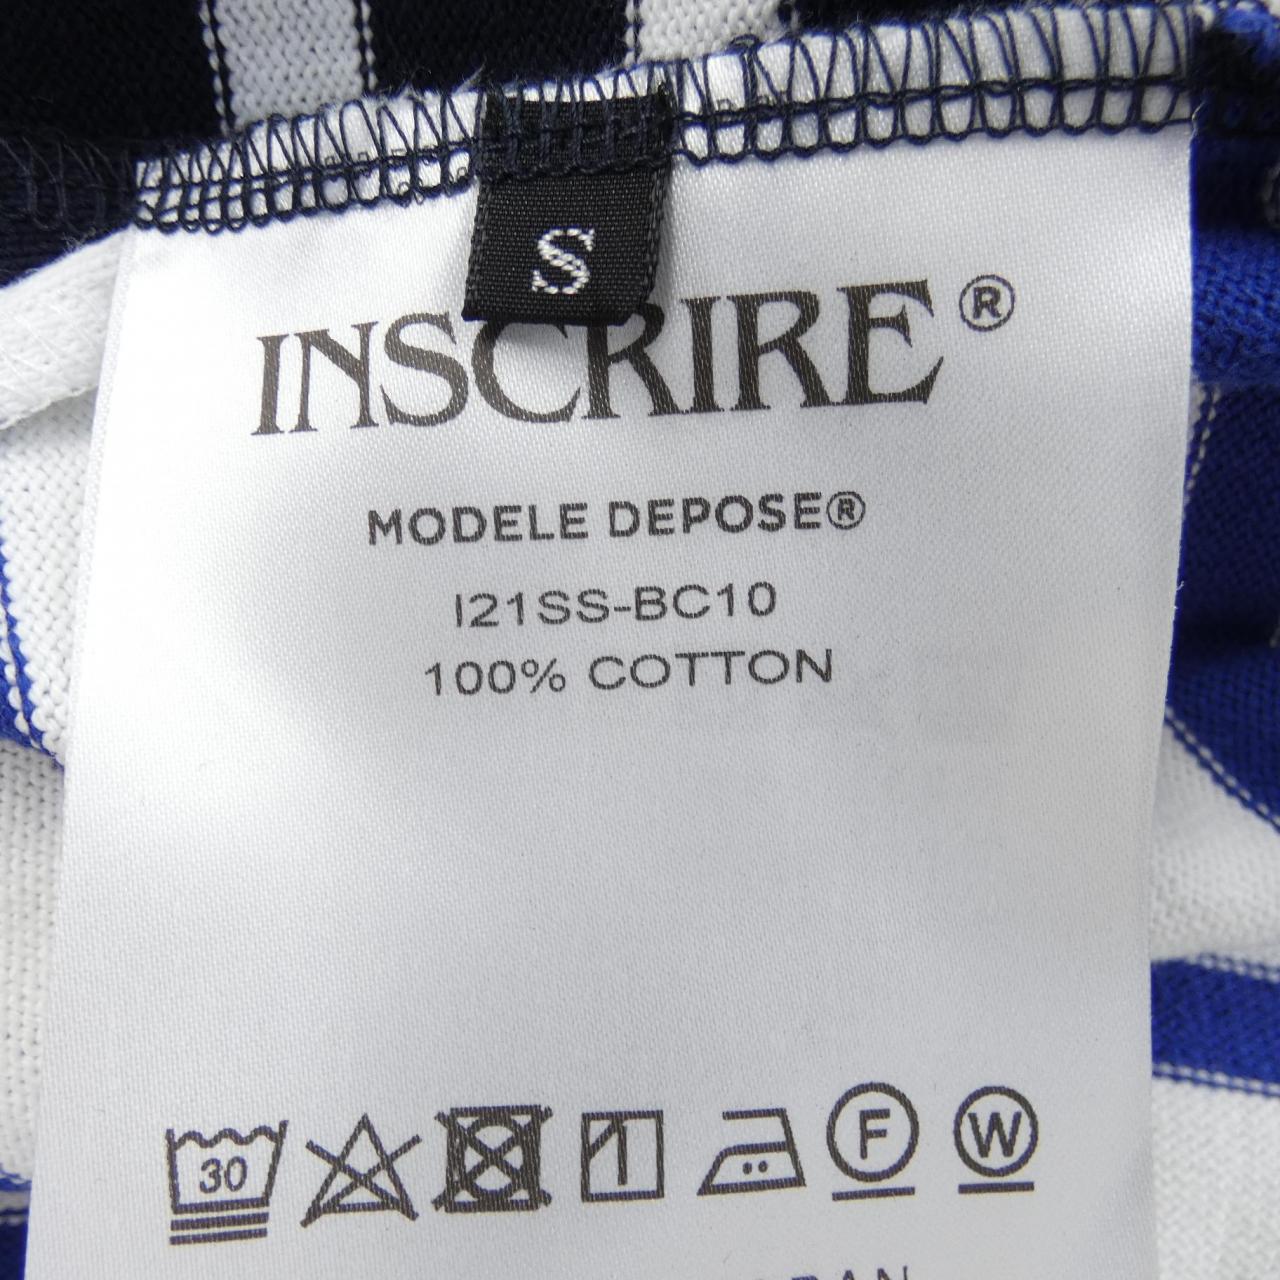 S
INSCRIRE®
MODELE DEPOSE®
I21SS-BC10
100% COTTON
30 F W